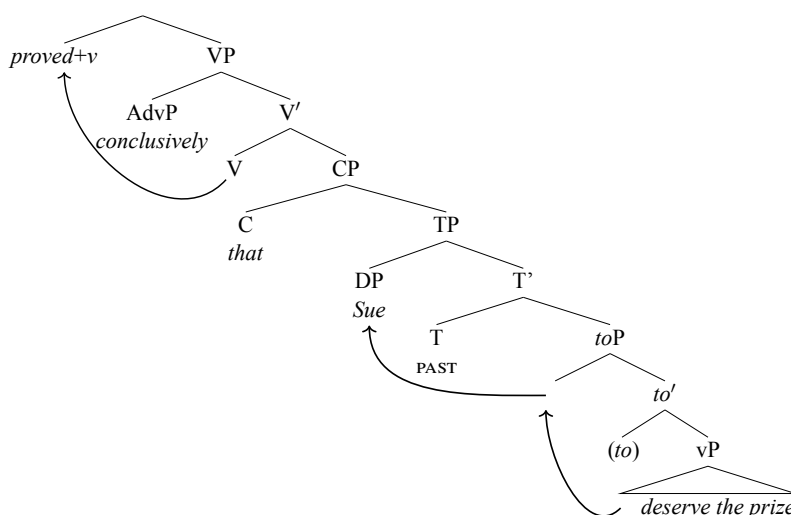 proved+v VP
AdvP V′
conclusively
V CP
C TP
that
DP T’
Sue
T toP
PAST
to′
(to) vP
deserve the prize